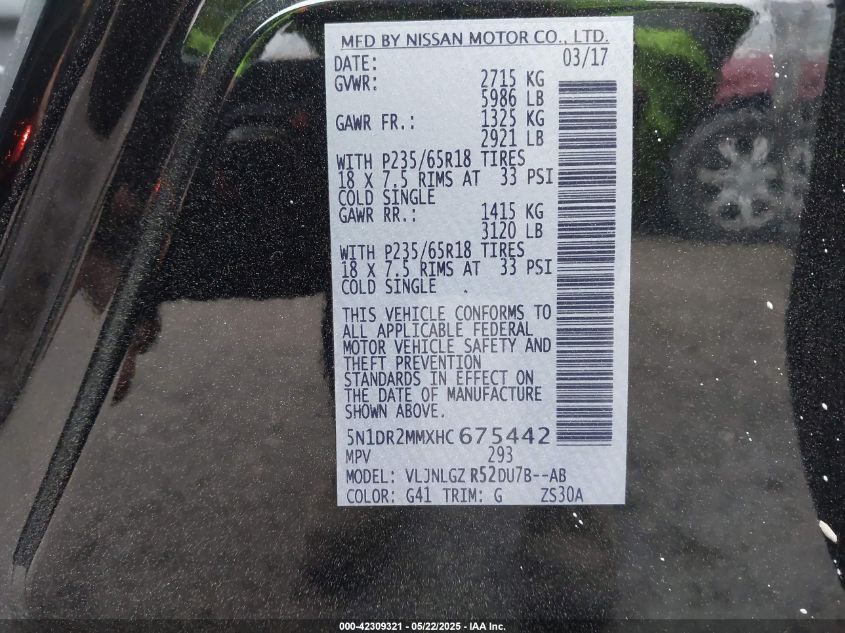 MFD BY NISSAN MOTOR CO., LTD.
DATE: 03/17
GVWR: 2715 KG
5986 LB
GAWR FR.: 1325 KG
2921 LB
WITH P235/65R18 TIRES
18 X 7.5 RIMS AT 33 PSI
COLD SINGLE
GAWR RR.: 1415 KG
3120 LB
WITH P235/65R18 TIRES
18 X 7.5 RIMS AT 33 PSI
COLD SINGLE
THIS VEHICLE CONFORMS TO
ALL APPLICABLE FEDERAL
MOTOR VEHICLE SAFETY AND
THEFT PREVENTION
STANDARDS IN EFFECT ON
THE DATE OF MANUFACTURE
SHOWN ABOVE.
5N1DR2MMXHC675442
MPV 293
MODEL: VLJNLGZ R52DU7B--AB
COLOR: G41 TRIM: G ZS30A
000-42309321 - 05/22/2025 - IAA Inc.